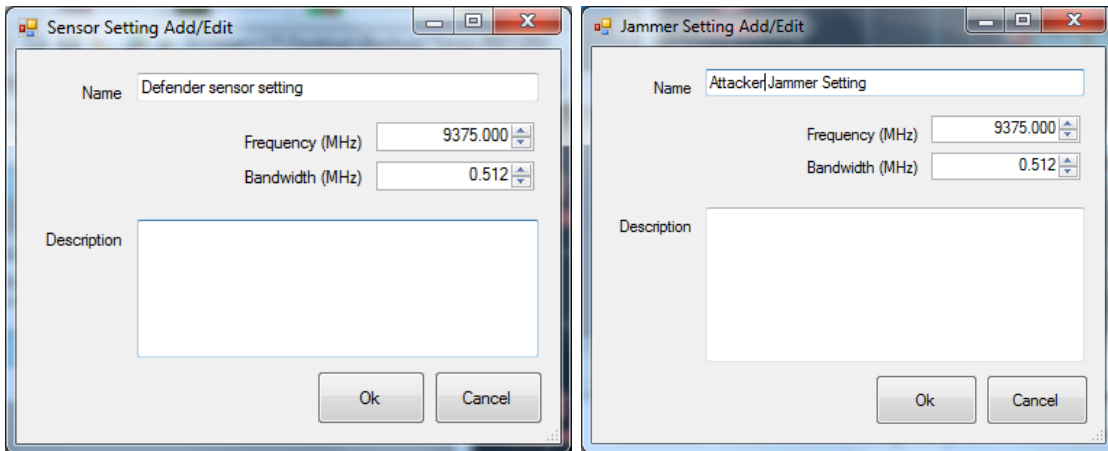 Sensor Setting Add/Edit
Name Defender sensor setting
Frequency (MHz) 9375.000
Bandwidth (MHz) 0.512
Description
Ok Cancel
Jammer Setting Add/Edit
Name Attacker Jammer Setting
Frequency (MHz) 9375.000
Bandwidth (MHz) 0.512
Description
Ok Cancel